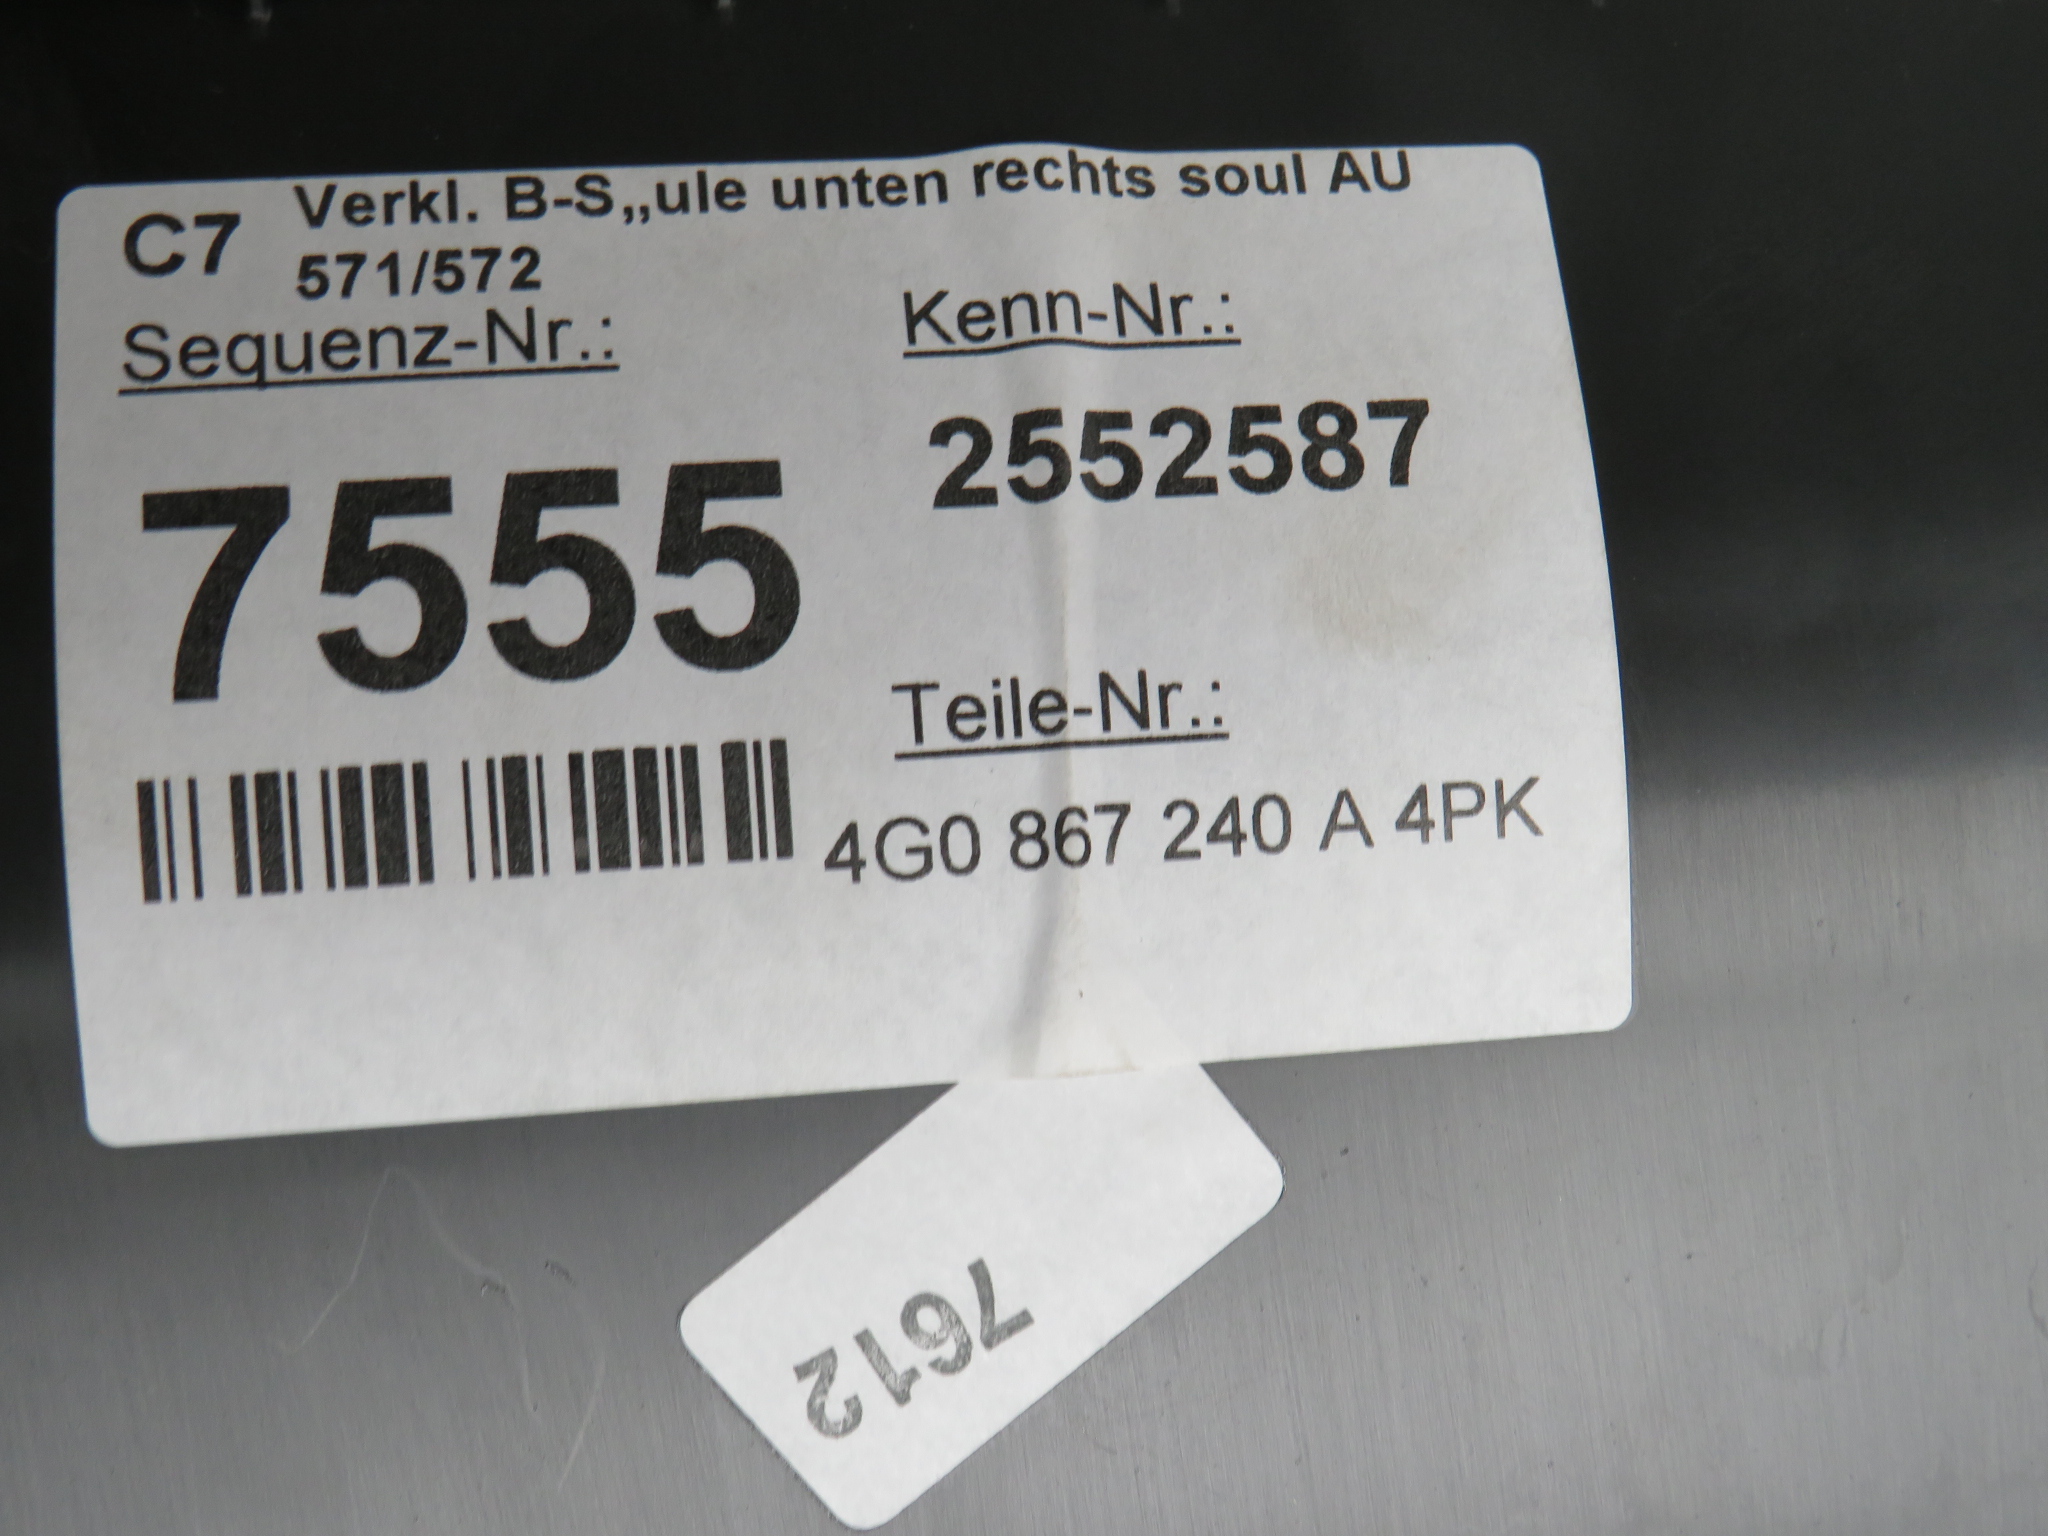 C7 Verkl. B-S„ule unten rechts soul AU
571/572
Sequenz-Nr.:
7555
Kenn-Nr.:
2552587
Teile-Nr.:
4G0 867 240 A 4PK
7612